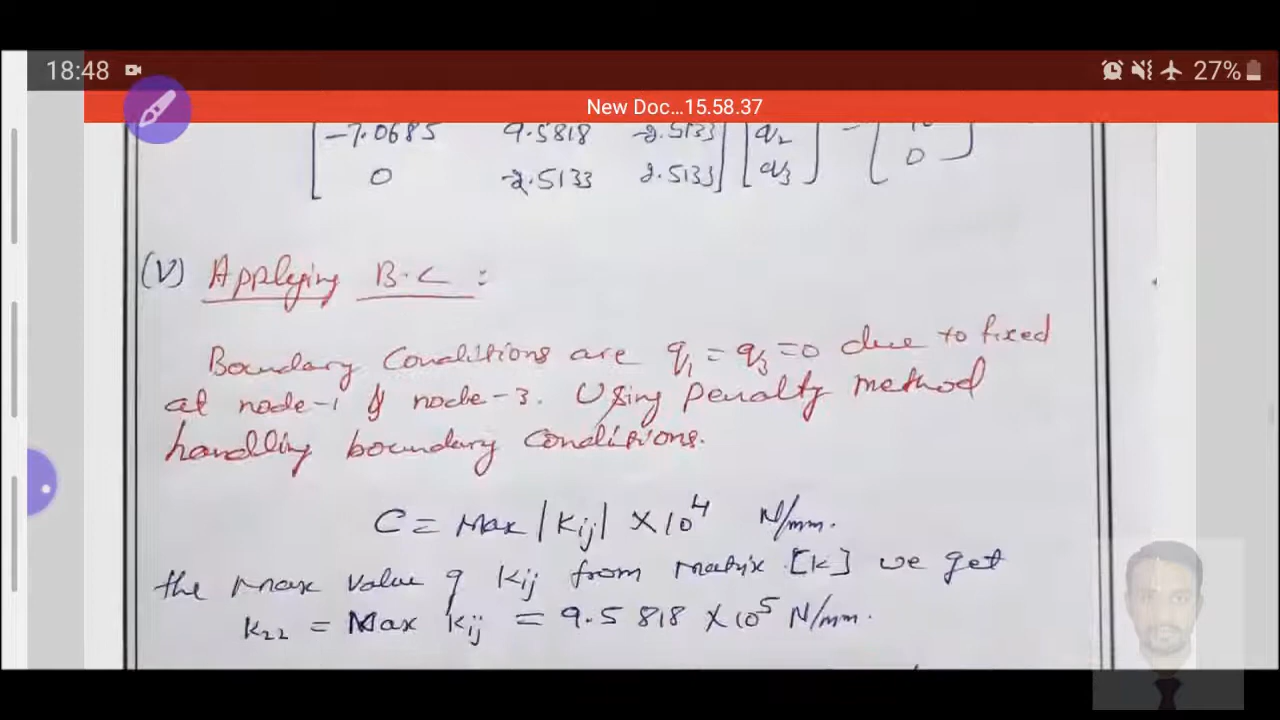 18:48
27%
New Doc...15.58.37
-7.0685 9.5818 -2.5133 q2
0 -2.5133 2.5133 q3 0
(V) Applying B.C :
Boundary Conditions are q1 = q3 = 0 due to fixed
at node-1 & node-3. Using Penalty method
handling boundary Conditions.
C = Max |Kij| × 10^4 N/mm.
the Max value of Kij from Matrix [K] we get
K22 = Max Kij = 9.5818 × 10^5 N/mm.